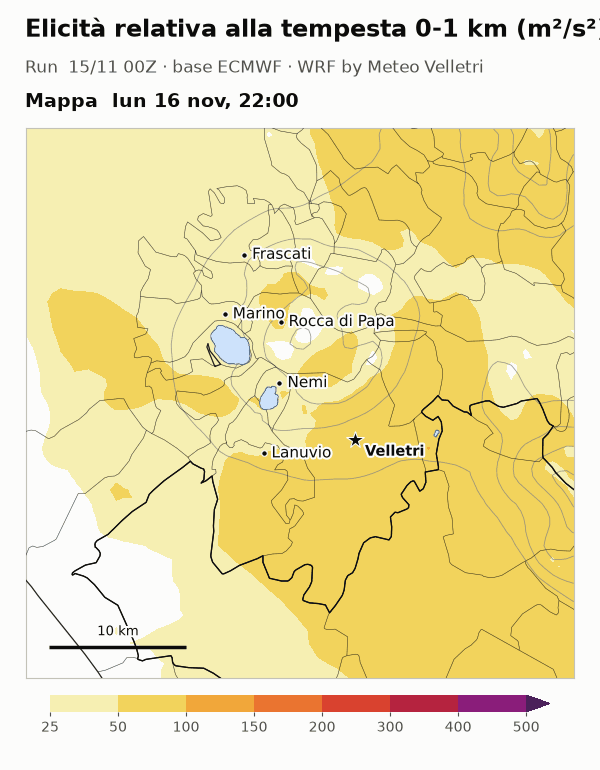 Elicità relativa alla tempesta 0-1 km (m²/s²)
Run  15/11 00Z · base ECMWF · WRF by Meteo Velletri
Mappa  lun 16 nov, 22:00
Frascati
Marino
Rocca di Papa
Nemi
Velletri
Lanuvio
10 km
25 50 100 150 200 300 400 500